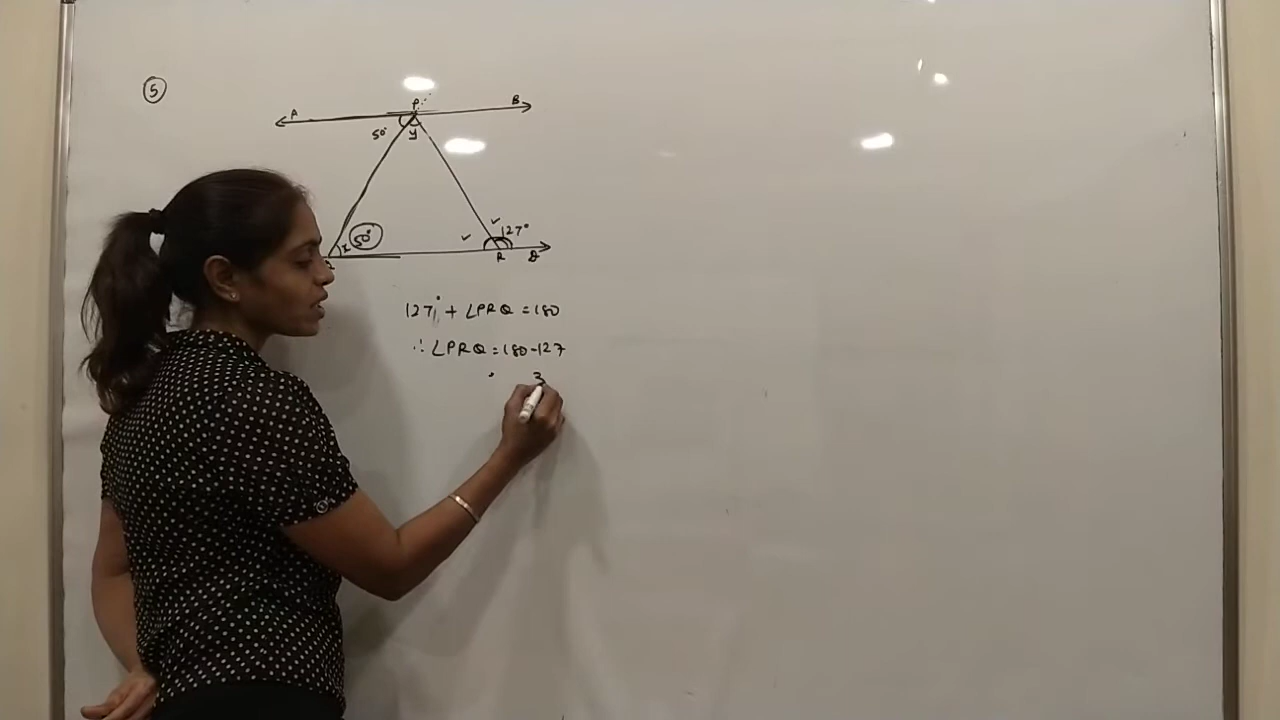 5
A P B
50° y
x 50° 127°
R D
127° + ∠PRQ = 180
∴ ∠PRQ = 180-127
3